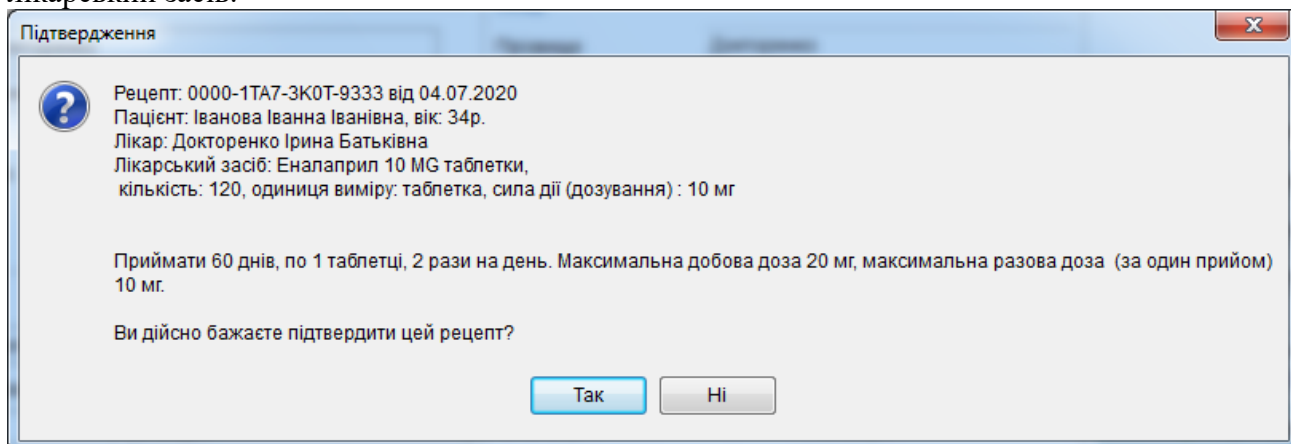 лікарський засіб.
Підтвердження
Рецепт: 0000-1TA7-3K0T-9333 від 04.07.2020
Пацієнт: Іванова Іванна Іванівна, вік: 34р.
Лікар: Докторенко Ірина Батьківна
Лікарський засіб: Еналаприл 10 MG таблетки,
кількість: 120, одиниця виміру: таблетка, сила дії (дозування) : 10 мг
Приймати 60 днів, по 1 таблетці, 2 рази на день. Максимальна добова доза 20 мг, максимальна разова доза (за один прийом)
10 мг.
Ви дійсно бажаєте підтвердити цей рецепт?
Так
Ні